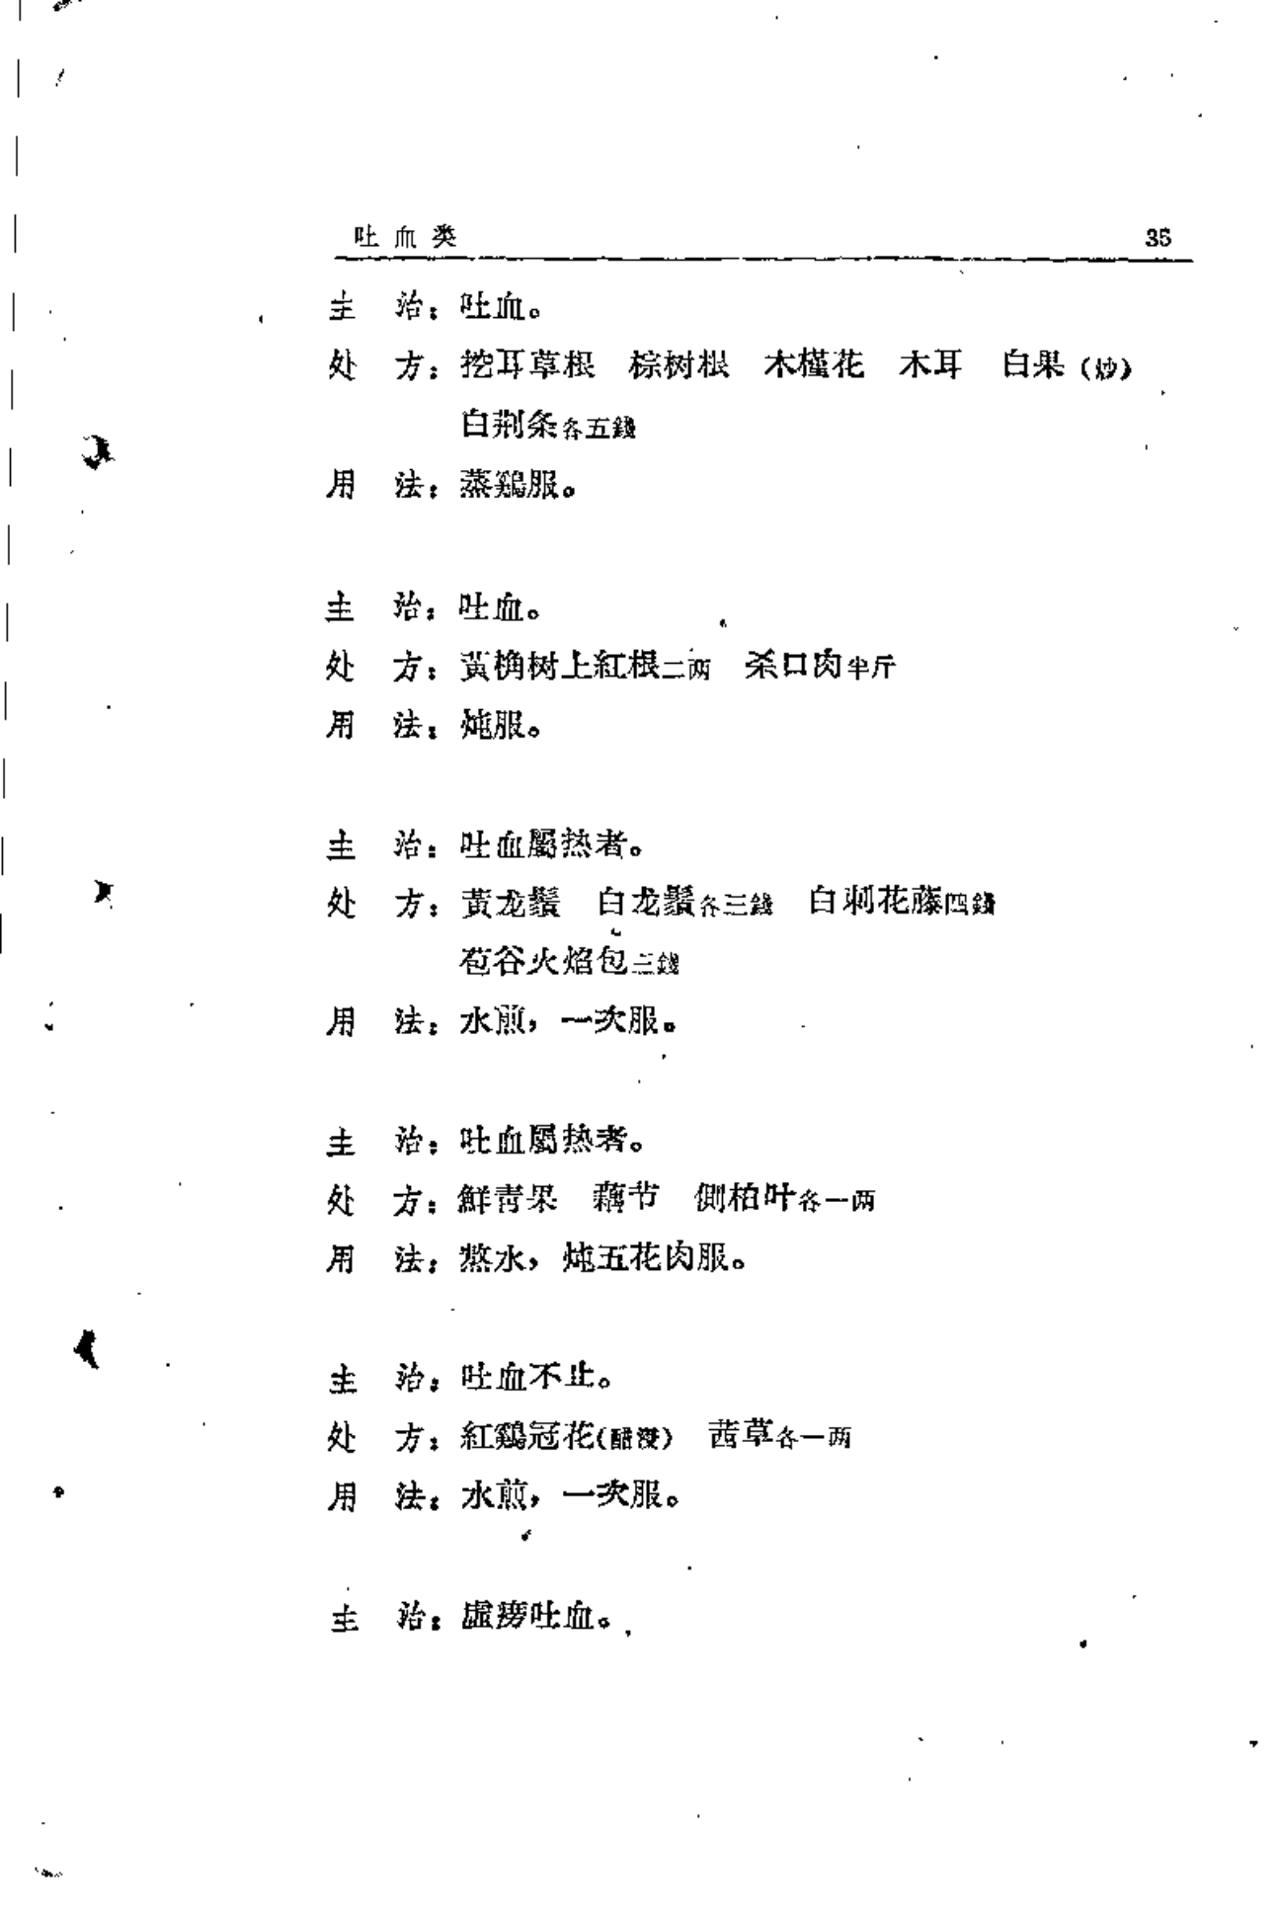 吐血类 35
主　治：吐血。
处　方：挖耳草根　棕树根　木槿花　木耳　白果（炒）
白荆条各五錢
用　法：蒸鷄服。
主　治：吐血。
处　方：黃桷树上紅根二两　杀口肉半斤
用　法：炖服。
主　治：吐血屬热者。
处　方：黃龙鬚　白龙鬚各三錢　白刺花藤四錢
苞谷火焰包三錢
用　法：水煎，一次服。
主　治：吐血屬热者。
处　方：鮮青果　藕节　側柏叶各一两
用　法：熬水，炖五花肉服。
主　治：吐血不止。
处　方：紅鷄冠花（醋浸）　茜草各一两
用　法：水煎，一次服。
主　治：虛癆吐血。